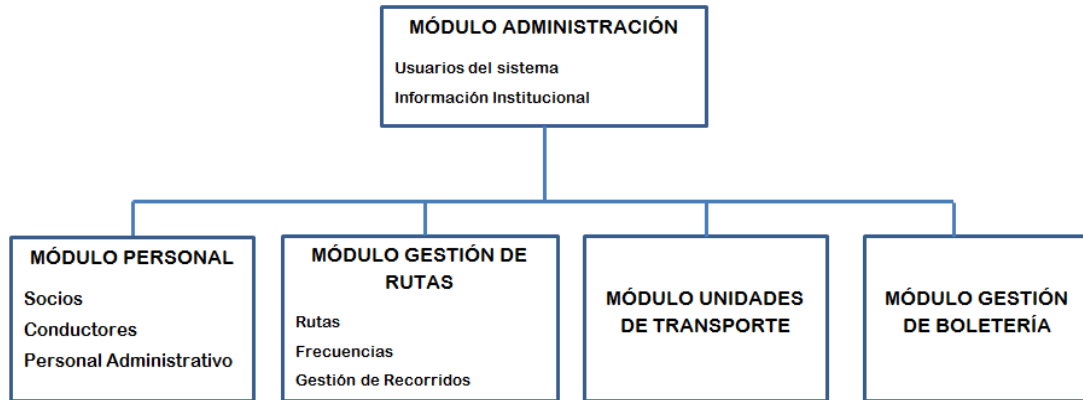 MÓDULO ADMINISTRACIÓN
Usuarios del sistema
Información Institucional
MÓDULO PERSONAL
Socios
Conductores
Personal Administrativo
MÓDULO GESTIÓN DE
RUTAS
Rutas
Frecuencias
Gestión de Recorridos
MÓDULO UNIDADES
DE TRANSPORTE
MÓDULO GESTIÓN
DE BOLETERÍA